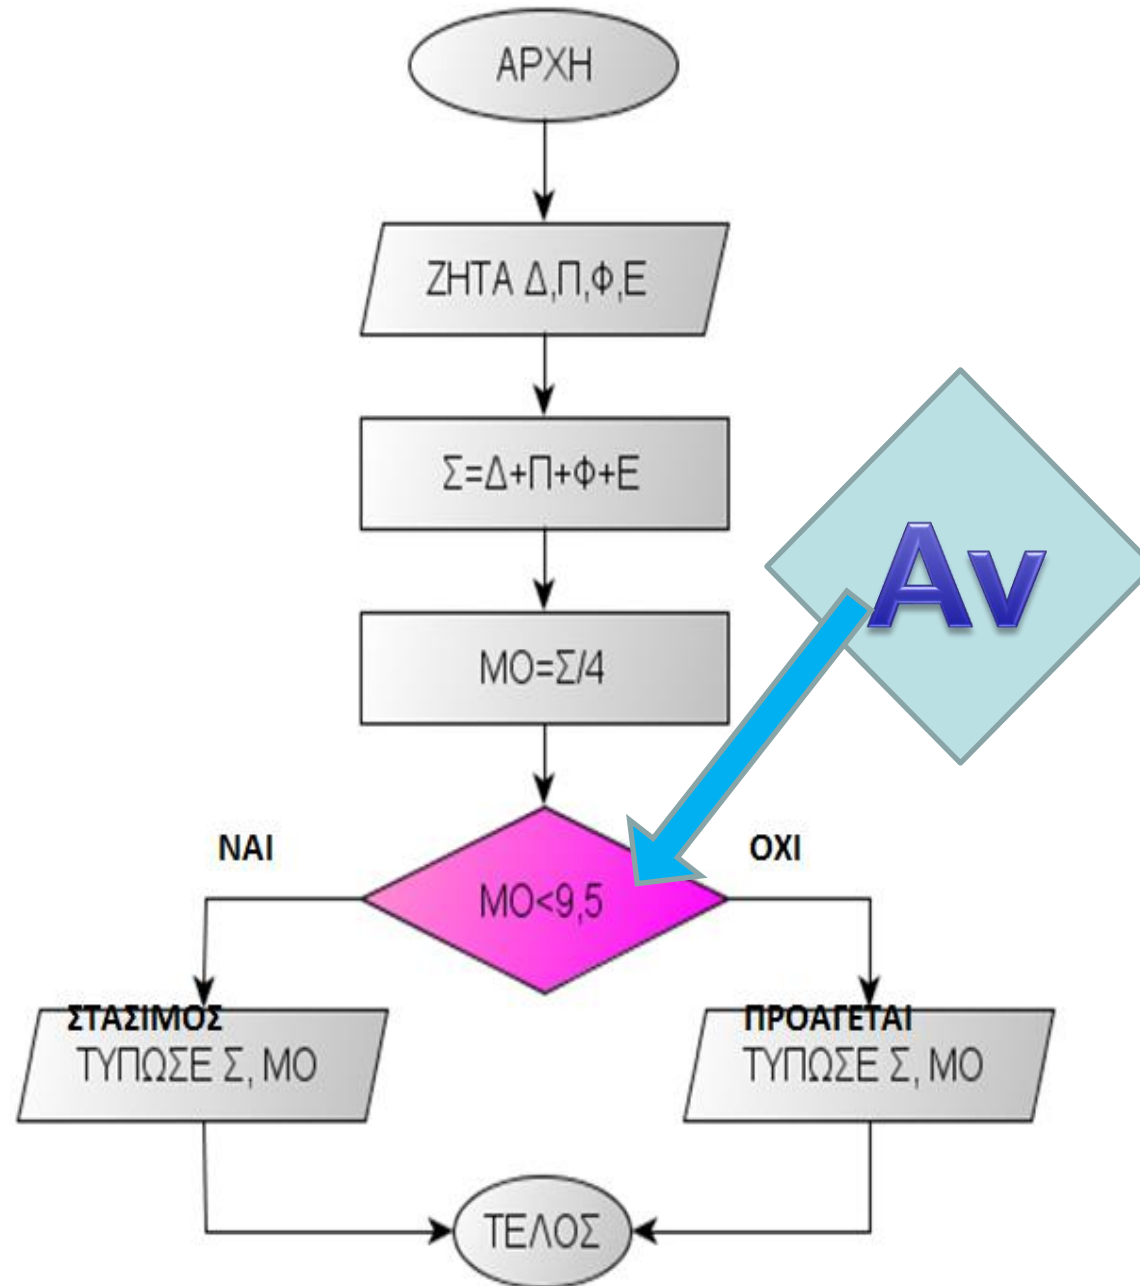 ΑΡΧΗ
ΖΗΤΑ Δ,Π,Φ,Ε
Σ=Δ+Π+Φ+Ε
Αν
ΜΟ=Σ/4
ΝΑΙ
ΟΧΙ
ΜΟ<9,5
ΣΤΑΣΙΜΟΣ
ΤΥΠΩΣΕ Σ, ΜΟ
ΠΡΟΑΓΕΤΑΙ
ΤΥΠΩΣΕ Σ, ΜΟ
ΤΕΛΟΣ